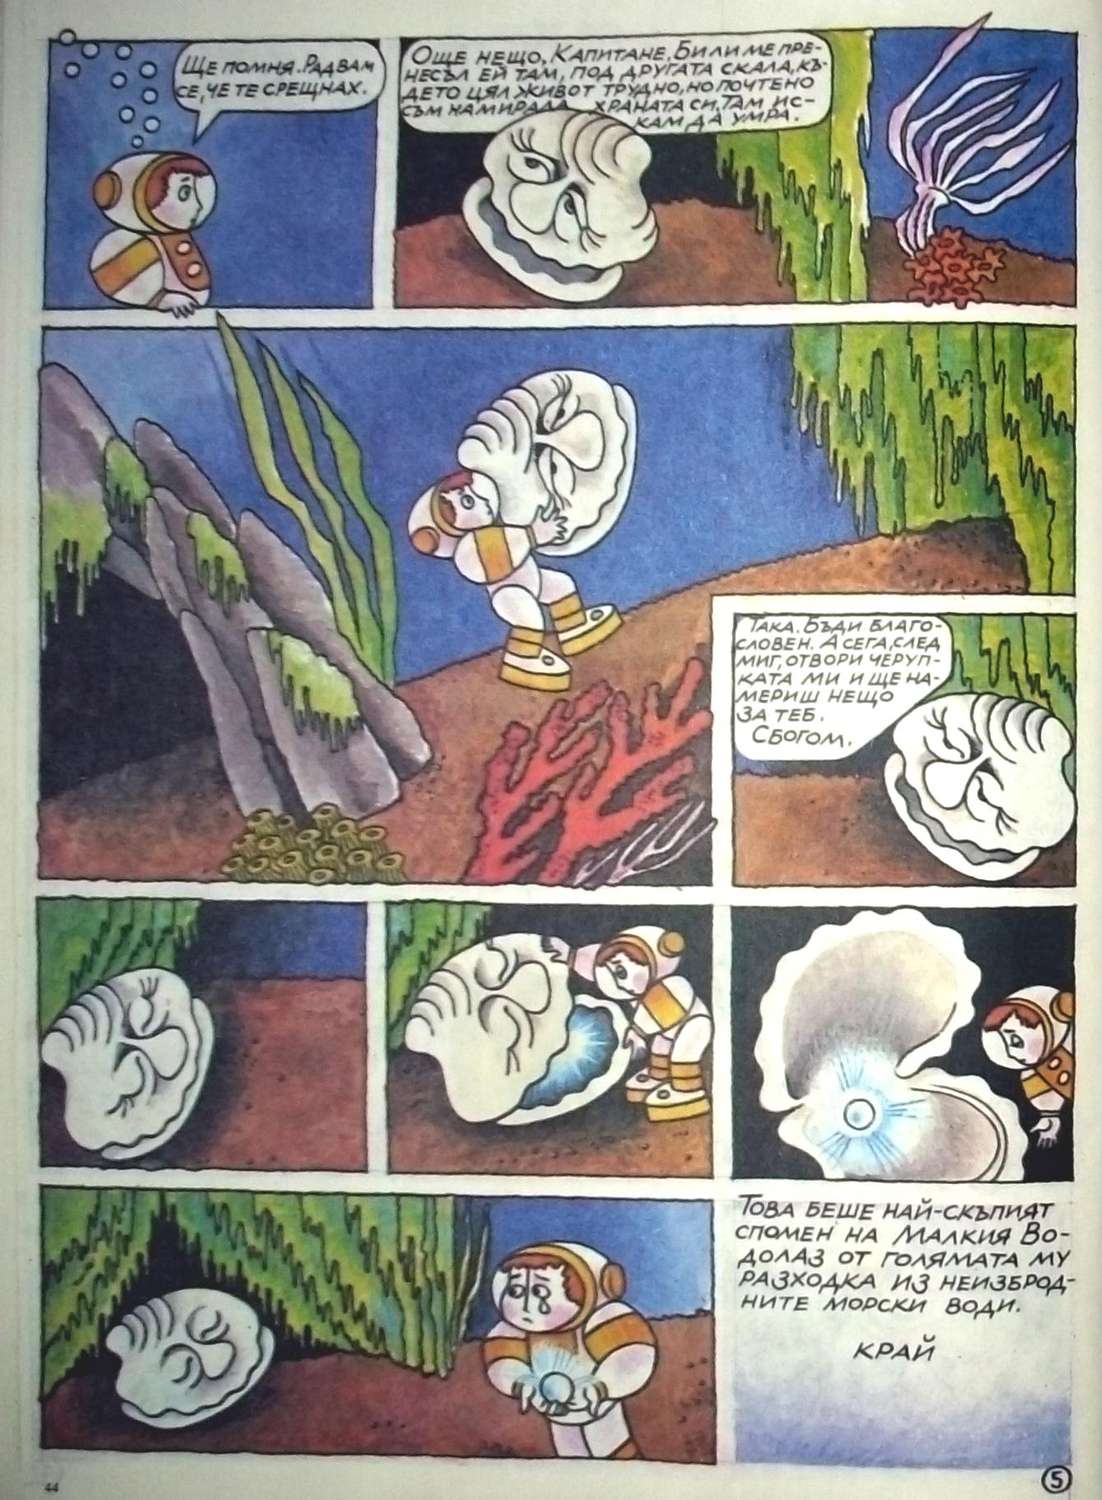 ЩЕ ПОМНЯ. РАДВАМ
СЕ, ЧЕ ТЕ СРЕЩНАХ.
ОЩЕ НЕЩО, КАПИТАНЕ, БИ ЛИ МЕ ПРЕ-
НЕСЪЛ ЕЙ ТАМ, ПОД ДРУГАТА СКАЛА, КЪ-
ДЕТО ЦЯЛ ЖИВОТ ТРУДНО, НО ПОЧТЕНО
СЪМ НАМИРАЛА ХРАНАТА СИ. ТАМ ИС-
КАМ ДА УМРА.
ТАКА. БЪДИ БЛАГО-
СЛОВЕН. А СЕГА, СЛЕД
МИГ, ОТВОРИ ЧЕРУП-
КАТА МИ И ЩЕ НА-
МЕРИШ НЕЩО
ЗА ТЕБ.
СБОГОМ.
ТОВА БЕШЕ НАЙ-СКЪПИЯТ
СПОМЕН НА МАЛКИЯ ВО-
ДОЛАЗ ОТ ГОЛЯМАТА МУ
РАЗХОДКА ИЗ НЕИЗБРОД-
НИТЕ МОРСКИ ВОДИ.
КРАЙ
44
5